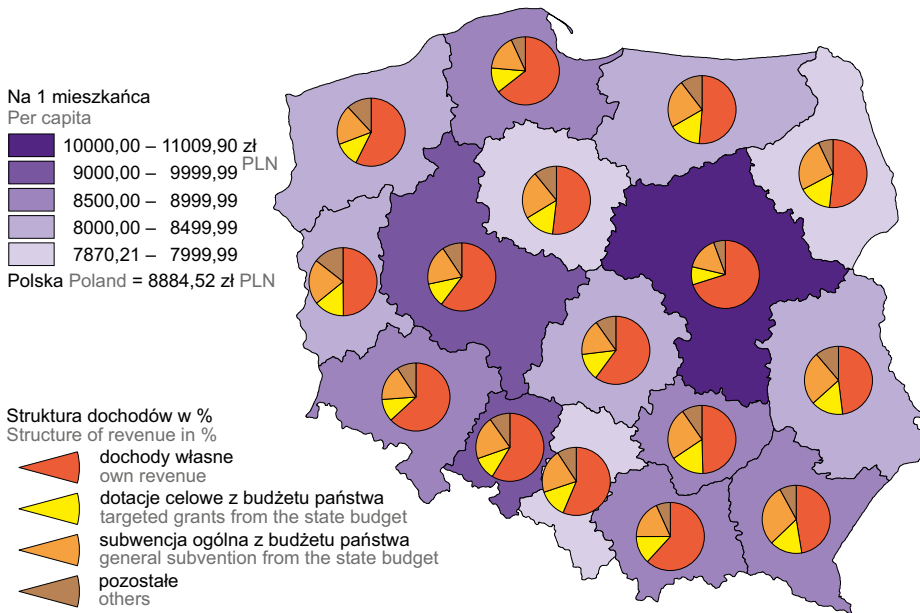 Na 1 mieszkańca
Per capita
10000,00 – 11009,90 zł
PLN
9000,00 – 9999,99
8500,00 – 8999,99
8000,00 – 8499,99
7870,21 – 7999,99
Polska Poland = 8884,52 zł PLN
Struktura dochodów w %
Structure of revenue in %
dochody własne
own revenue
dotacje celowe z budżetu państwa
targeted grants from the state budget
subwencja ogólna z budżetu państwa
general subvention from the state budget
pozostałe
others